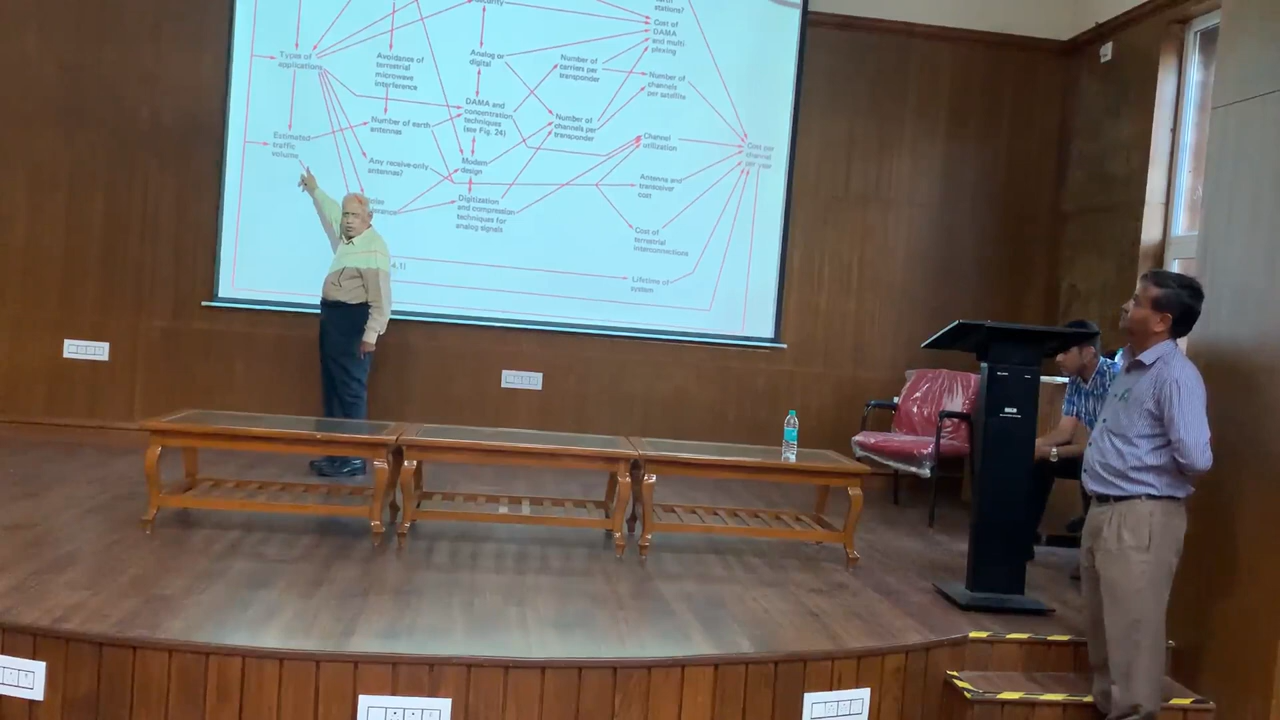 security
stations?
Cost of
DAMA
and multi
plexing
Types of
applications
Avoidance of
terrestrial
microwave
interference
Analog or
digital
Number of
carriers per
transponder
Number of
channels
per satellite
DAMA and
concentration
techniques
(see Fig. 24)
Number of earth
antennas
Number of
channels per
transponder
Estimated
traffic
volume
Channel
utilization
Cost per
channel
per year
Any receive-only
antennas?
Modem
design
Antenna and
transceiver
cost
Digitization
and compression
techniques for
analog signals
Cost of
terrestrial
interconnections
Lifetime of
system